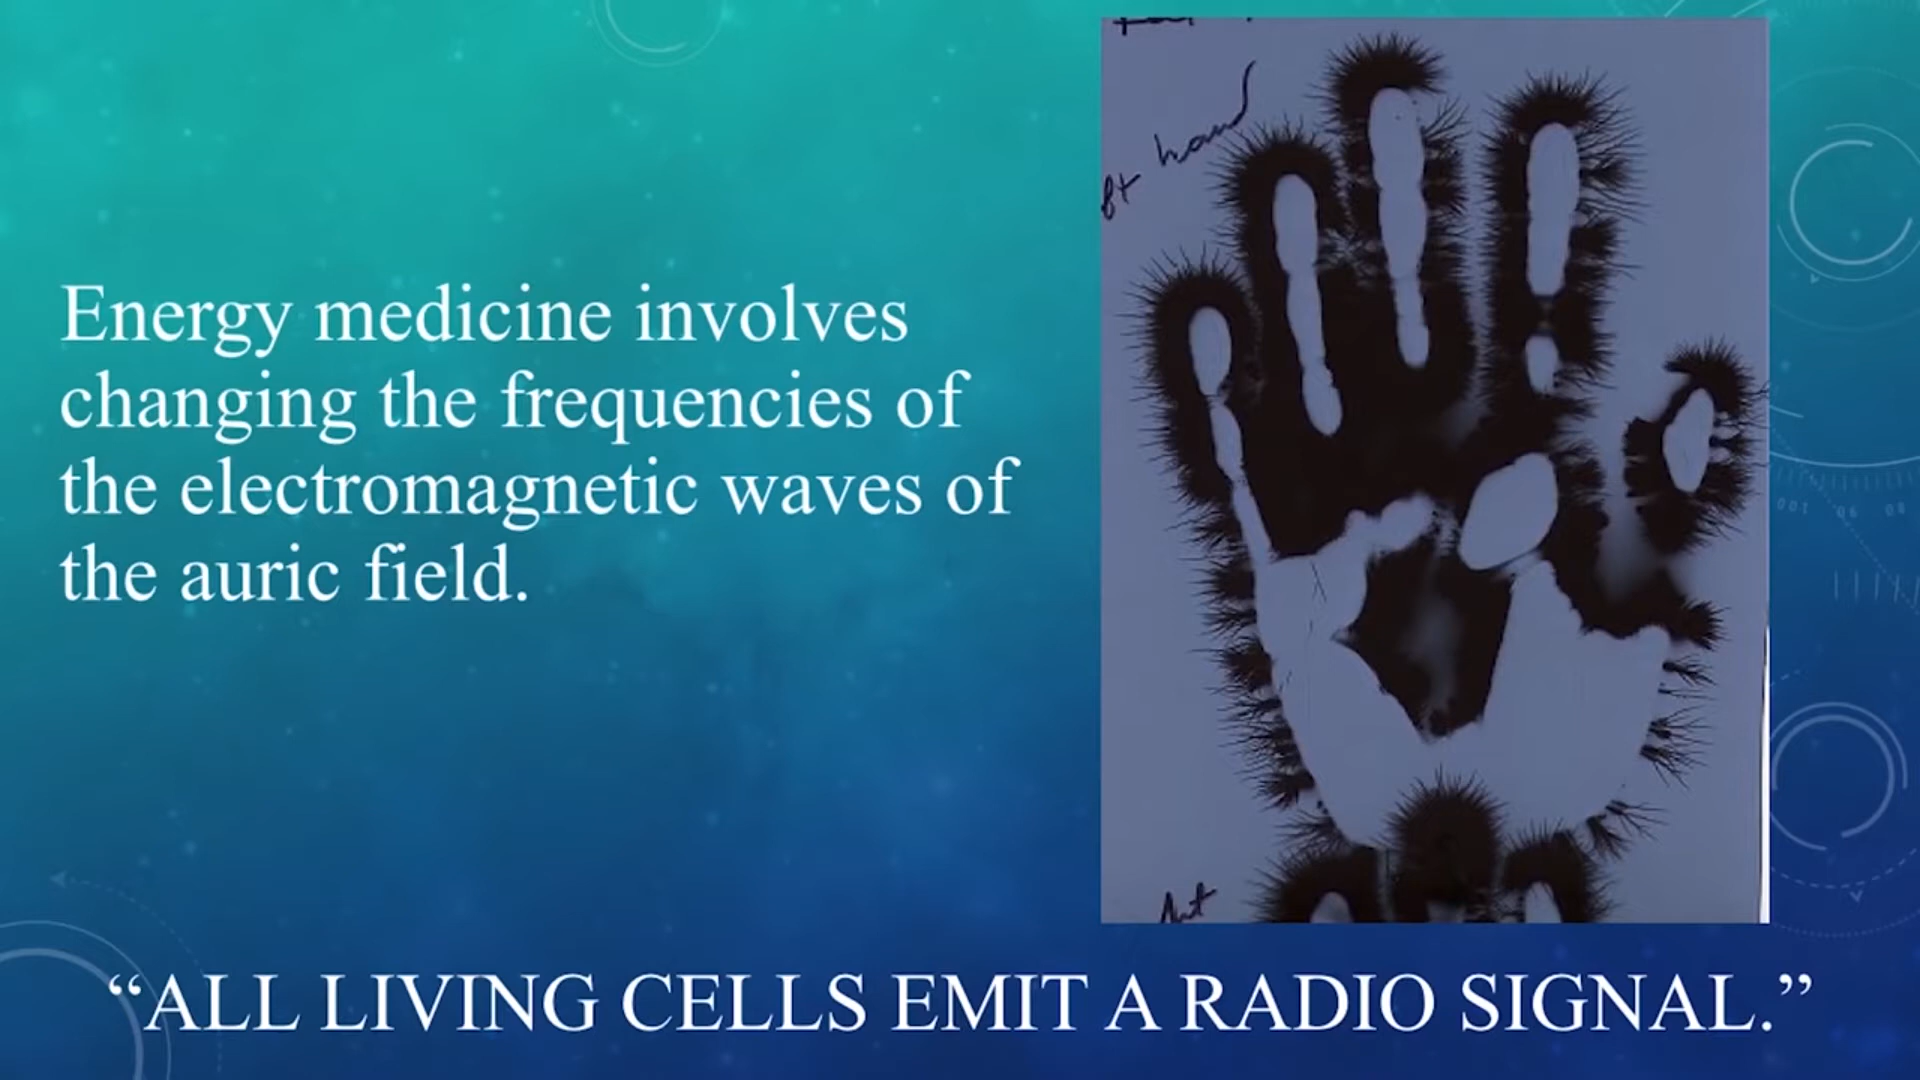 Energy medicine involves
changing the frequencies of
the electromagnetic waves of
the auric field.
hand
“ALL LIVING CELLS EMIT A RADIO SIGNAL.”